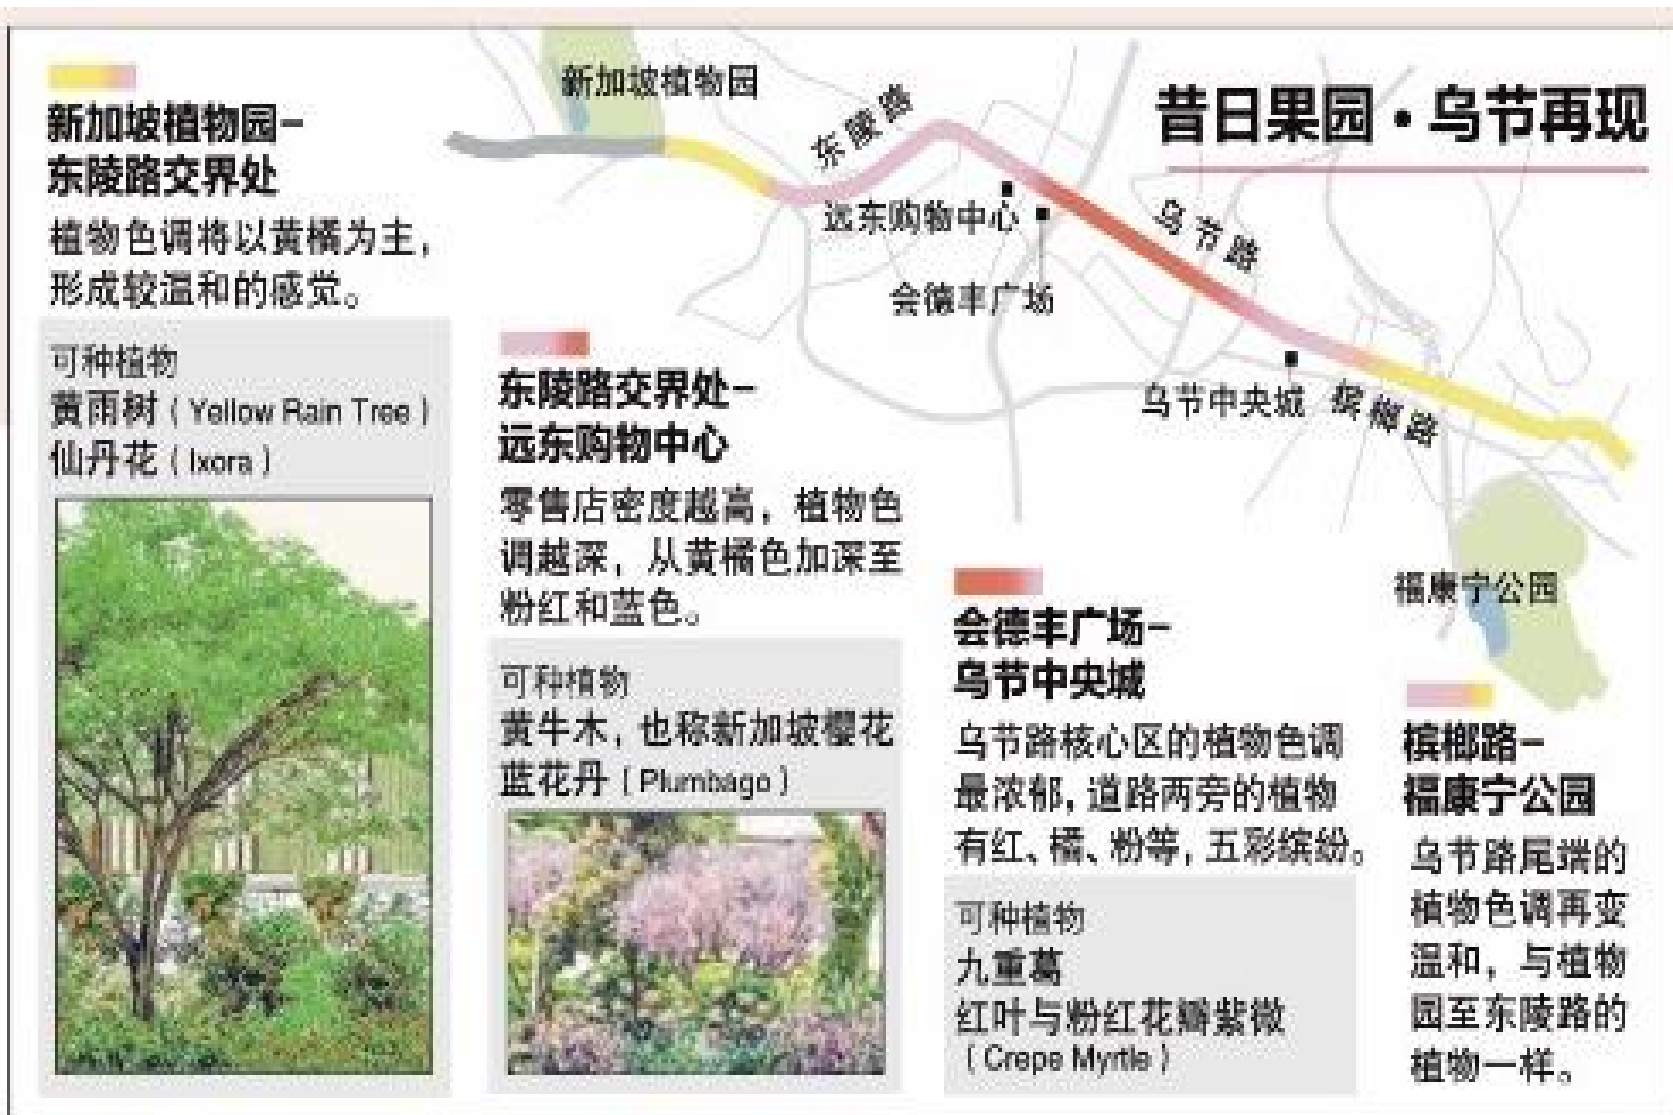 昔日果园·乌节再现
新加坡植物园
东陵路
远东购物中心
会德丰广场
乌节路
乌节中央城
槟榔路
福康宁公园
新加坡植物园–
东陵路交界处
植物色调将以黄橘为主，
形成较温和的感觉。
可种植物
黄雨树（Yellow Rain Tree）
仙丹花（Ixora）
东陵路交界处–
远东购物中心
零售店密度越高，植物色
调越深，从黄橘色加深至
粉红和蓝色。
可种植物
黄牛木，也称新加坡樱花
蓝花丹（Plumbago）
会德丰广场–
乌节中央城
乌节路核心区的植物色调
最浓郁，道路两旁的植物
有红、橘、粉等，五彩缤纷。
可种植物
九重葛
红叶与粉红花瓣紫微
（Crepe Myrtle）
槟榔路–
福康宁公园
乌节路尾端的
植物色调再变
温和，与植物
园至东陵路的
植物一样。